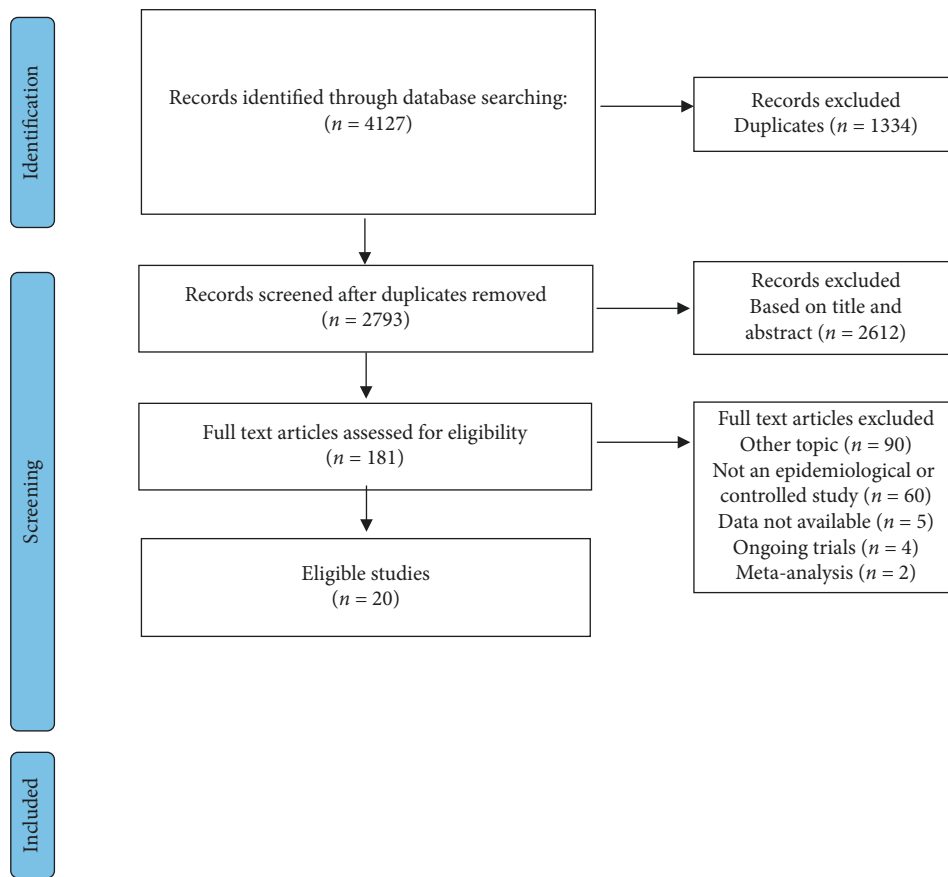 Identification
Records identified through database searching:
(n = 4127)
Records excluded
Duplicates (n = 1334)
Screening
Records screened after duplicates removed
(n = 2793)
Records excluded
Based on title and
abstract (n = 2612)
Full text articles assessed for eligibility
(n = 181)
Full text articles excluded
Other topic (n = 90)
Not an epidemiological or
controlled study (n = 60)
Data not available (n = 5)
Ongoing trials (n = 4)
Meta-analysis (n = 2)
Eligible studies
(n = 20)
Included